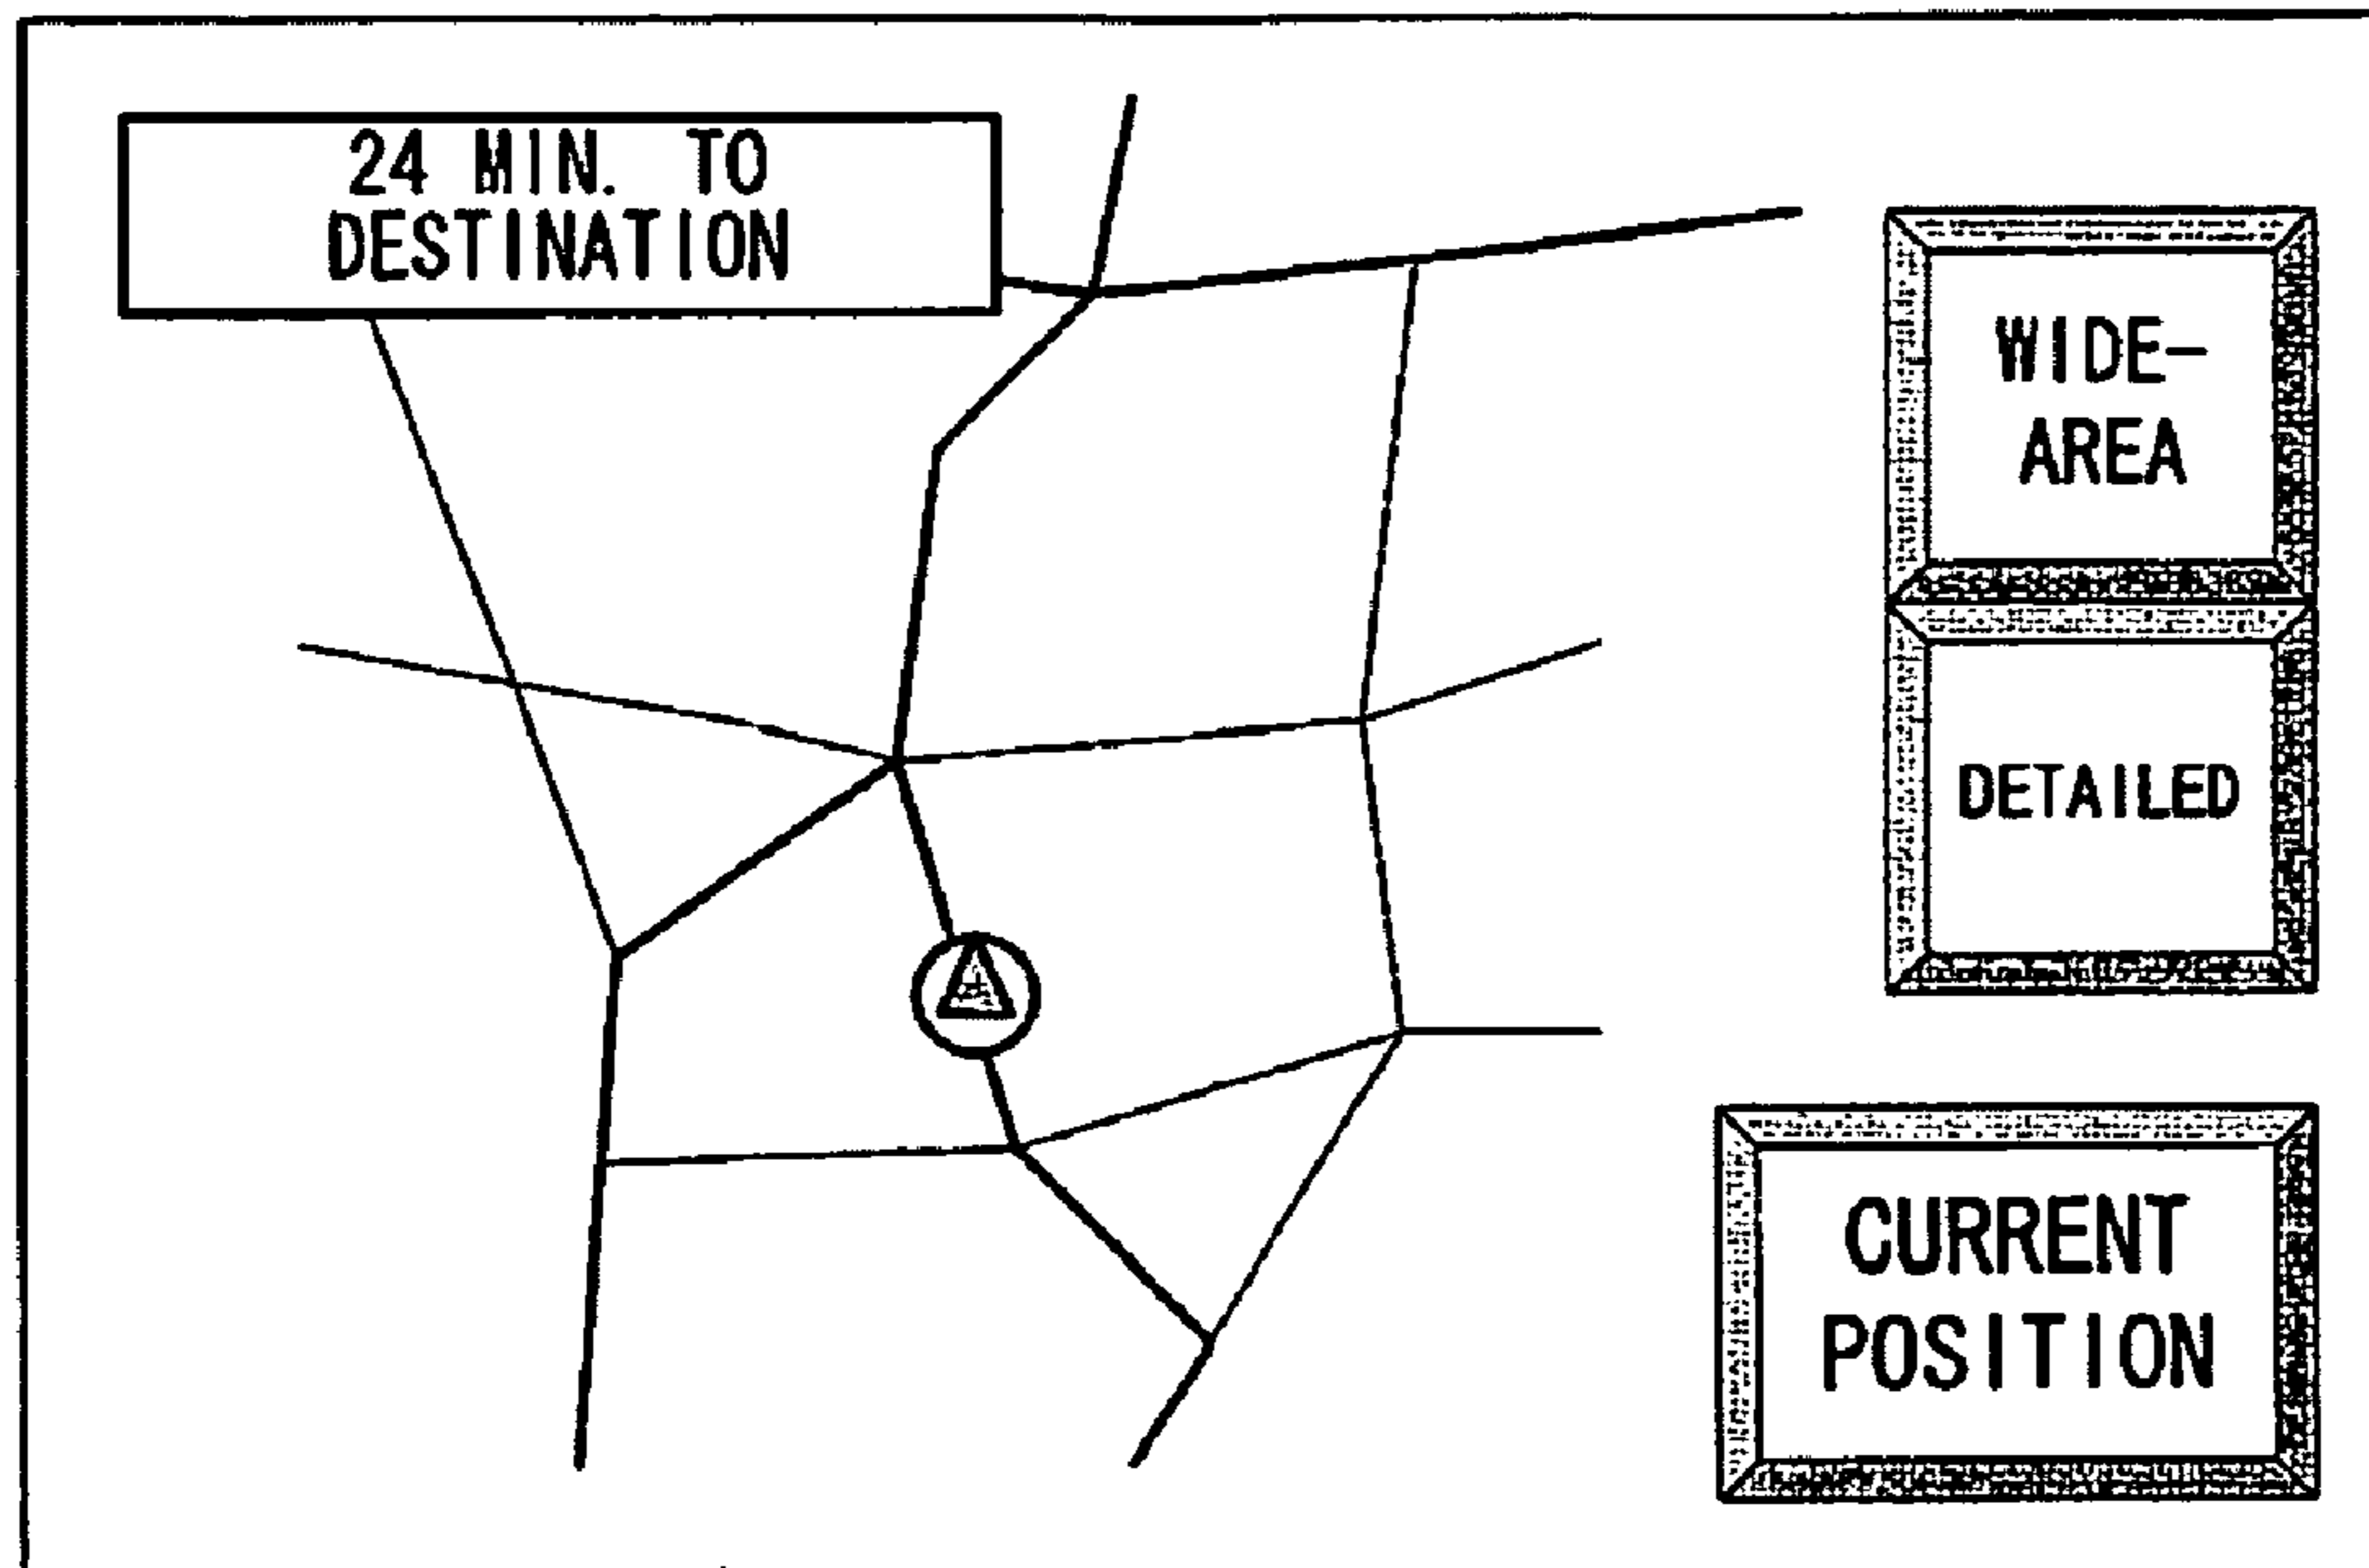 24 MIN. TO
DESTINATION
WIDE-
AREA
DETAILED
CURRENT
POSITION